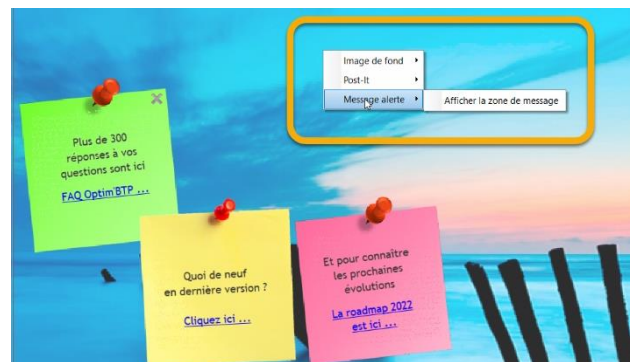 Image de fond
Post-It
Message alerte
Afficher la zone de message
Plus de 300
réponses à vos
questions sont ici
FAQ Optim'BTP ...
Quoi de neuf
en dernière version ?
Cliquez ici ...
Et pour connaître
les prochaines
évolutions
La roadmap 2022
est ici ...